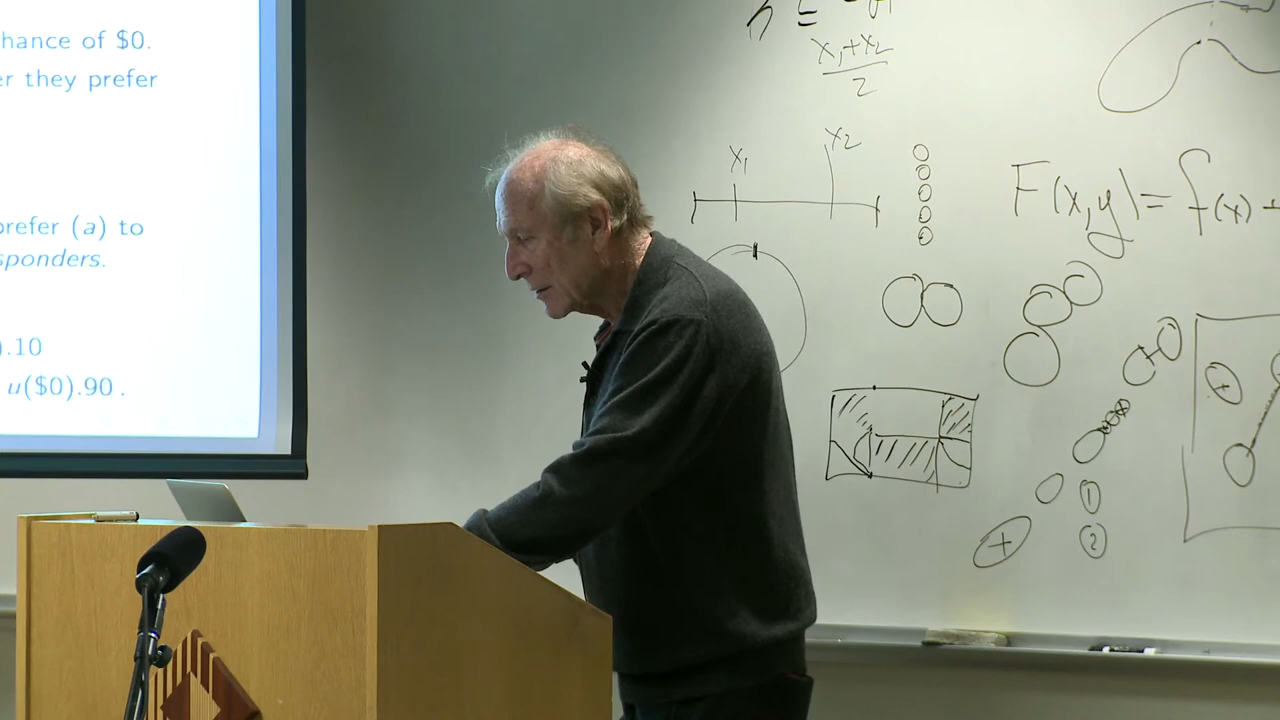 hance of $0.
er they prefer
prefer (a) to
sponders.
).10
u($0).90.
x₁+x₂
2
x₁
x₂
F(x,y)=f(x)+
+
1
2
+